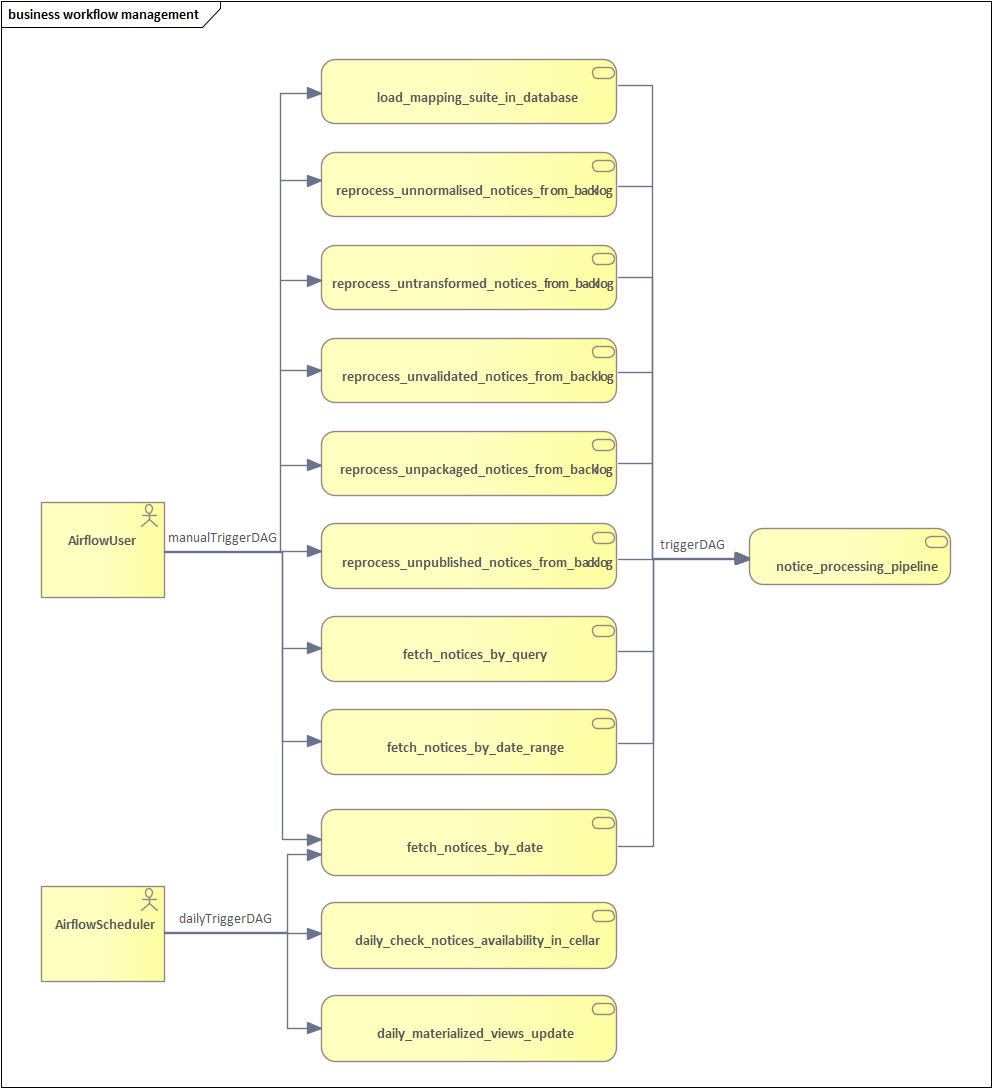 business workflow management
load_mapping_suite_in_database
reprocess_unnormalised_notices_from_backlog
reprocess_untransformed_notices_from_backlog
reprocess_unvalidated_notices_from_backlog
reprocess_unpackaged_notices_from_backlog
AirflowUser
manualTriggerDAG
reprocess_unpublished_notices_from_backlog
triggerDAG
notice_processing_pipeline
fetch_notices_by_query
fetch_notices_by_date_range
fetch_notices_by_date
AirflowScheduler
dailyTriggerDAG
daily_check_notices_availability_in_cellar
daily_materialized_views_update